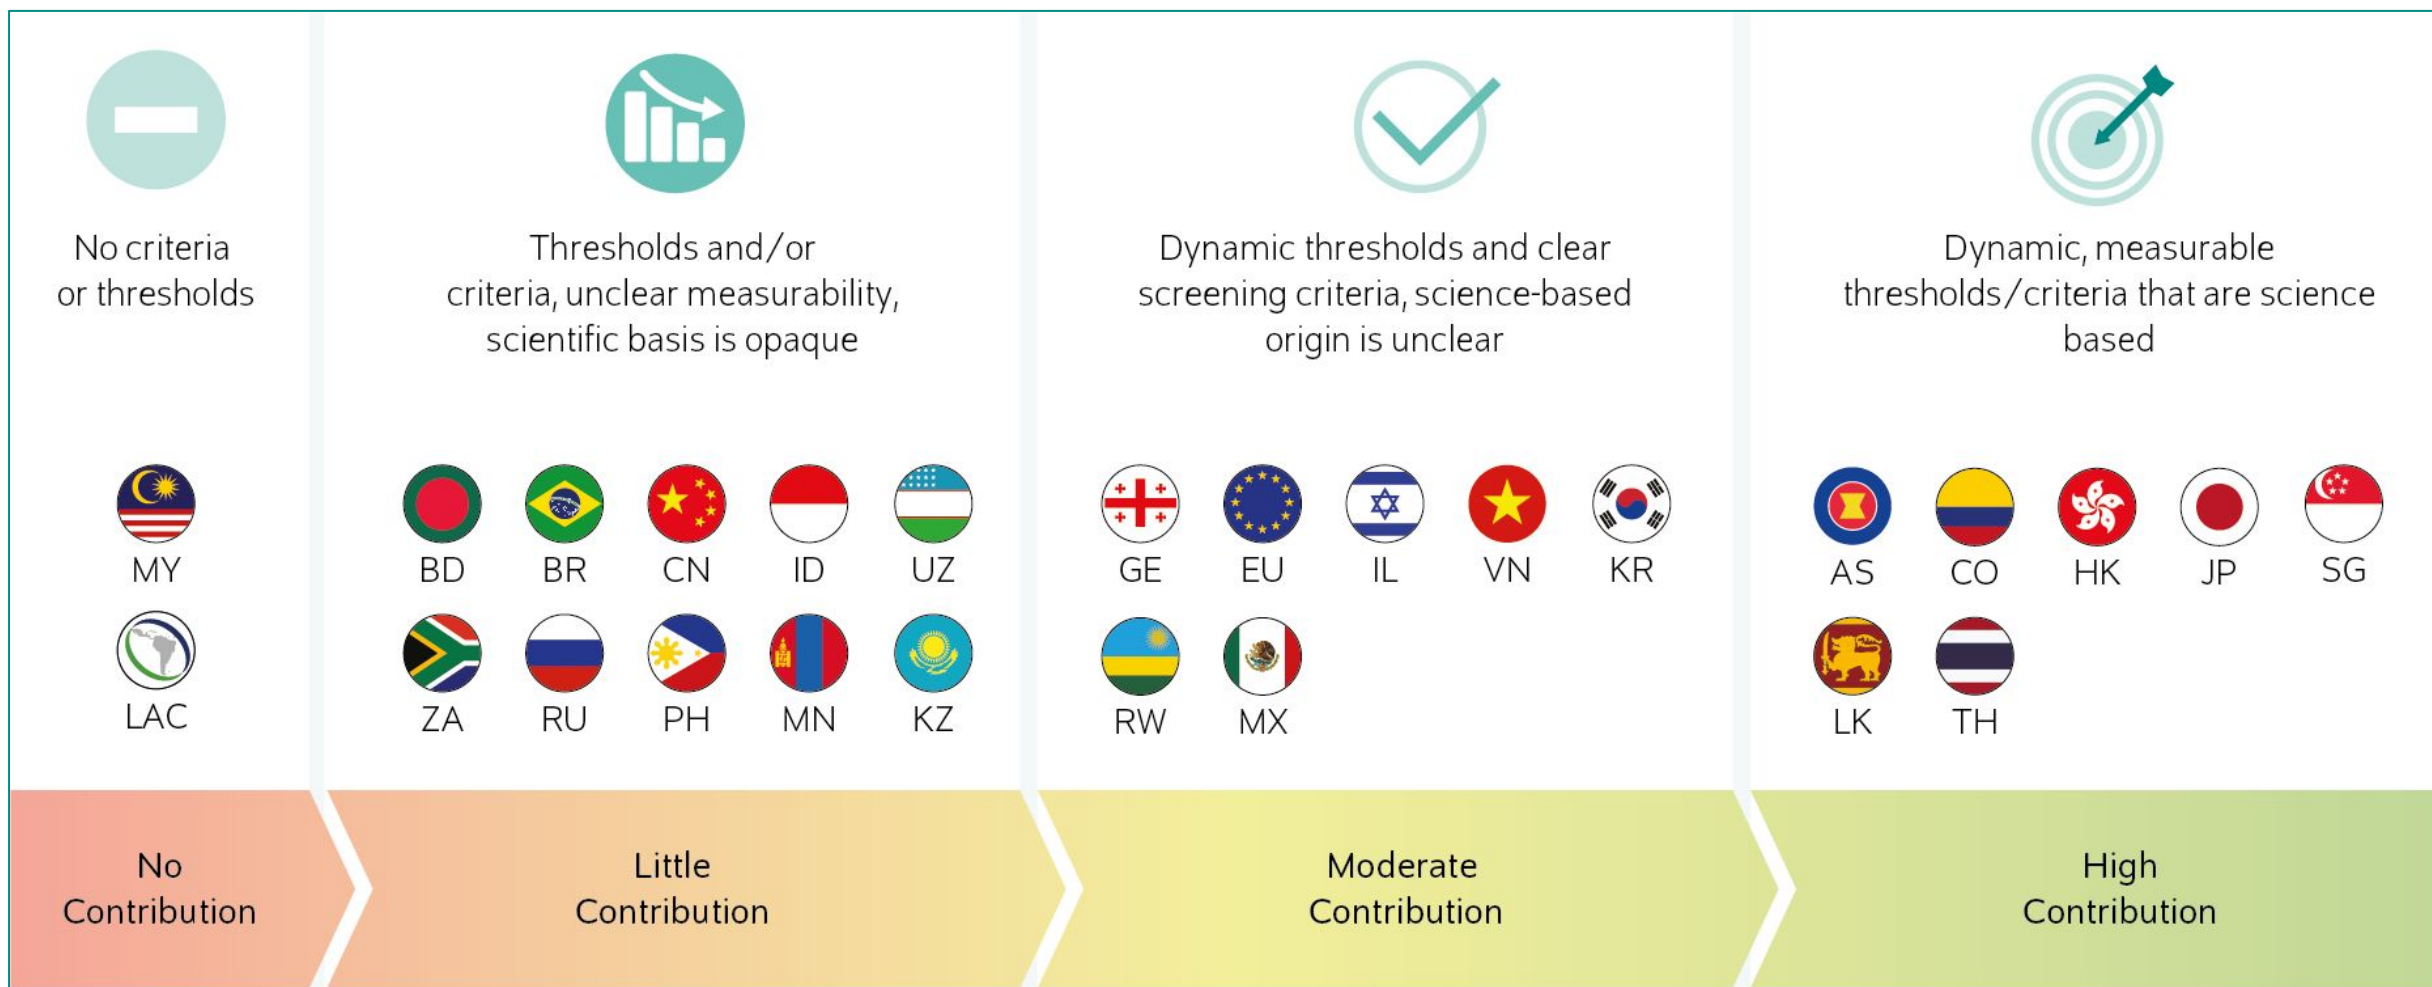 No criteria
or thresholds
Thresholds and/or
criteria, unclear measurability,
scientific basis is opaque
Dynamic thresholds and clear
screening criteria, science-based
origin is unclear
Dynamic, measurable
thresholds/criteria that are science
based
MY
LAC
BD BR CN ID UZ
ZA RU PH MN KZ
GE EU IL VN KR
RW MX
AS CO HK JP SG
LK TH
No
Contribution
Little
Contribution
Moderate
Contribution
High
Contribution